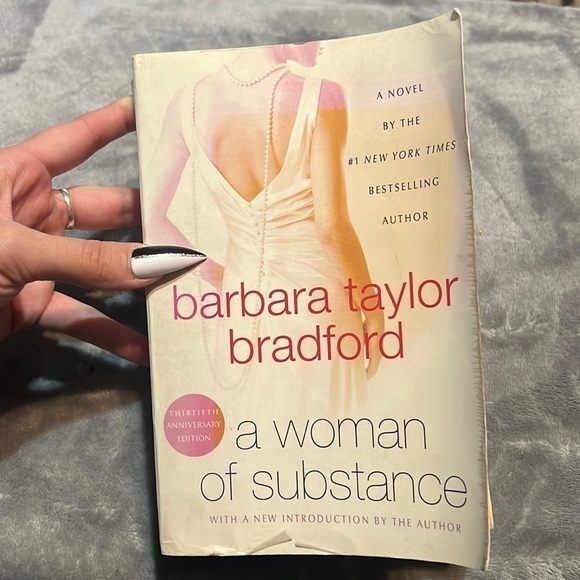 A NOVEL
BY THE
#1 NEW YORK TIMES
BESTSELLING
AUTHOR
barbara taylor
bradford
THIRTIETH
ANNIVERSARY
EDITION
a woman
of substance
WITH A NEW INTRODUCTION BY THE AUTHOR